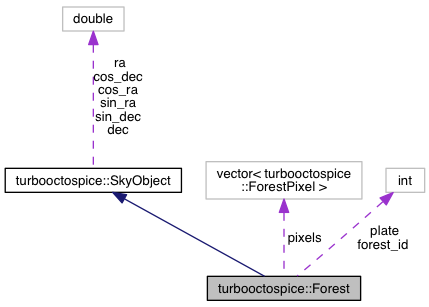 double
ra
cos_dec
cos_ra
sin_ra
sin_dec
dec
turbooctospice::SkyObject
vector< turbooctospice
::ForestPixel >
int
pixels
plate
forest_id
turbooctospice::Forest